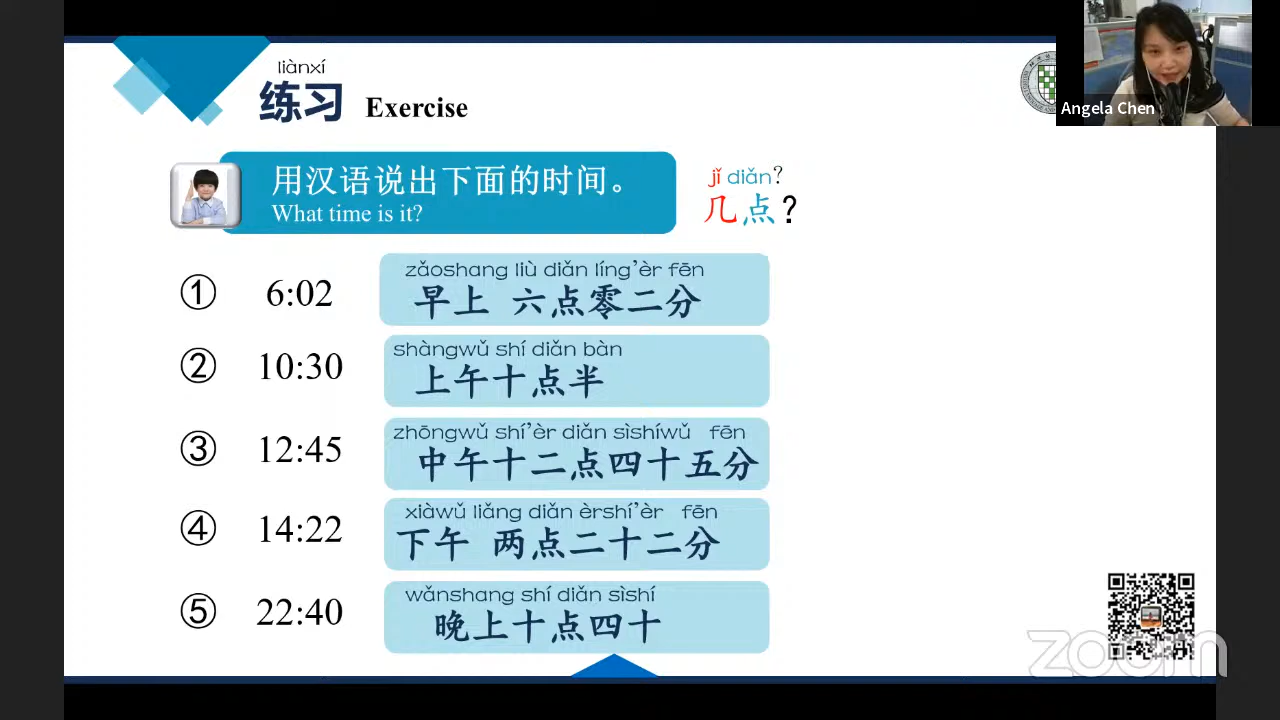 liànxí
练习 Exercise
Angela Chen
用汉语说出下面的时间。
What time is it?
jǐ diǎn?
几点?
① 6:02
zǎoshang liù diǎn líng’èr fēn
早上 六点零二分
② 10:30
shàngwǔ shí diǎn bàn
上午十点半
③ 12:45
zhōngwǔ shí’èr diǎn sìshíwǔ fēn
中午十二点四十五分
④ 14:22
xiàwǔ liǎng diǎn èrshí’èr fēn
下午 两点二十二分
⑤ 22:40
wǎnshang shí diǎn sìshí
晚上十点四十
zoom